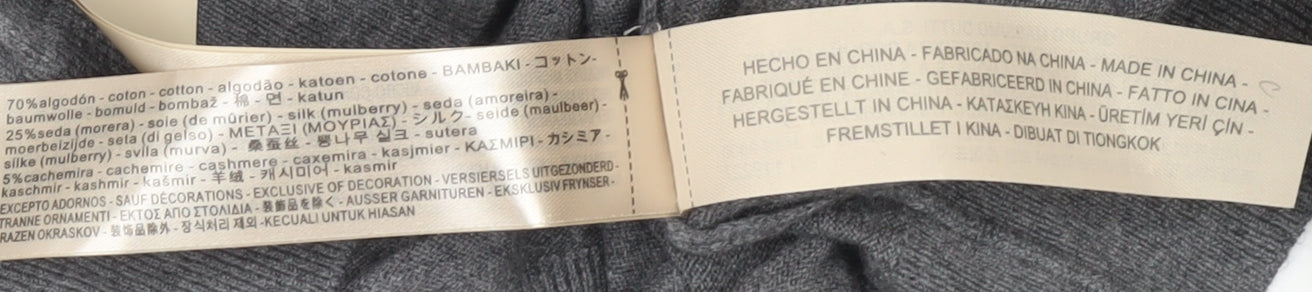 70%algodón - coton - cotton - algodão - katoen - cotone - BAMBAKI - コットン-
baumwolle - bomuld - bombaž - 棉 - 면 - katun
25%seda (morera) - soie (de mûrier) - silk (mulberry) - seda (amoreira) -
moerbeizijde - seta (di gelso) - ΜΕΤΑΞΙ (ΜΟΥΡΙΑΣ) - シルク- seide (maulbeer) -
silke (mulberry) - svila (murva) - 桑蚕丝 - 뽕나무 실크 - sutera
5%cachemira - cachemire - cashmere - caxemira - kasjmier - ΚΑΣΜΙΡΙ - カシミア -
kaschmir - kashmir - kašmir - 羊绒 - 캐시미어 - kasmir
EXCEPTO ADORNOS - SAUF DÉCORATIONS - EXCLUSIVE OF DECORATION - VERSIERSELS UITGEZONDERD -
TRANNE ORNAMENTI - ΕΚΤΟΣ ΑΠΟ ΣΤΟΛΙΔΙΑ - 装飾品を除く - AUSSER GARNITUREN - EKSKLUSIV FRYNSER -
RAZEN OKRASKOV - 装饰品除外 - 장식처리 제외 -KECUALI UNTUK HIASAN
HECHO EN CHINA - FABRICADO NA CHINA - MADE IN CHINA -
FABRIQUÉ EN CHINE - GEFABRICEERD IN CHINA - FATTO IN CINA -
HERGESTELLT IN CHINA - ΚΑΤΑΣΚΕΥΗ ΚΙΝΑ - ÜRETİM YERİ ÇİN -
FREMSTILLET I KINA - DIBUAT DI TIONGKOK